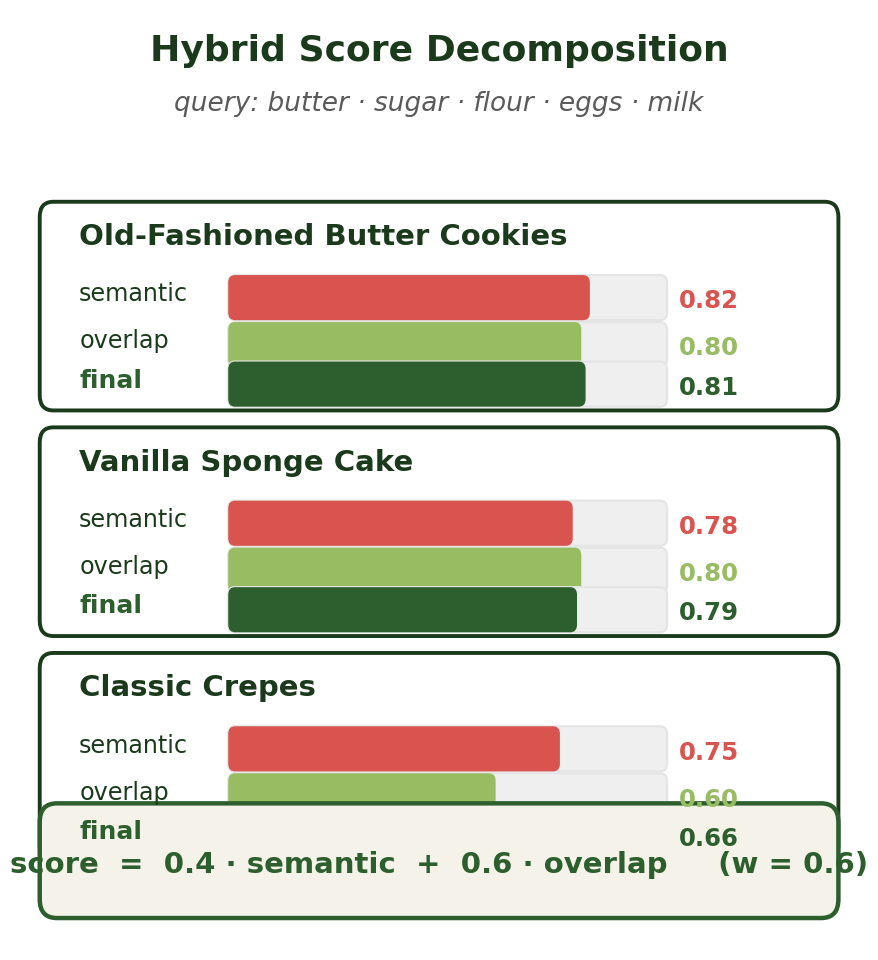 Hybrid Score Decomposition
query: butter · sugar · flour · eggs · milk
Old-Fashioned Butter Cookies
semantic 0.82
overlap 0.80
final 0.81
Vanilla Sponge Cake
semantic 0.78
overlap 0.80
final 0.79
Classic Crepes
semantic 0.75
overlap 0.60
final 0.66
score = 0.4 · semantic + 0.6 · overlap (w = 0.6)